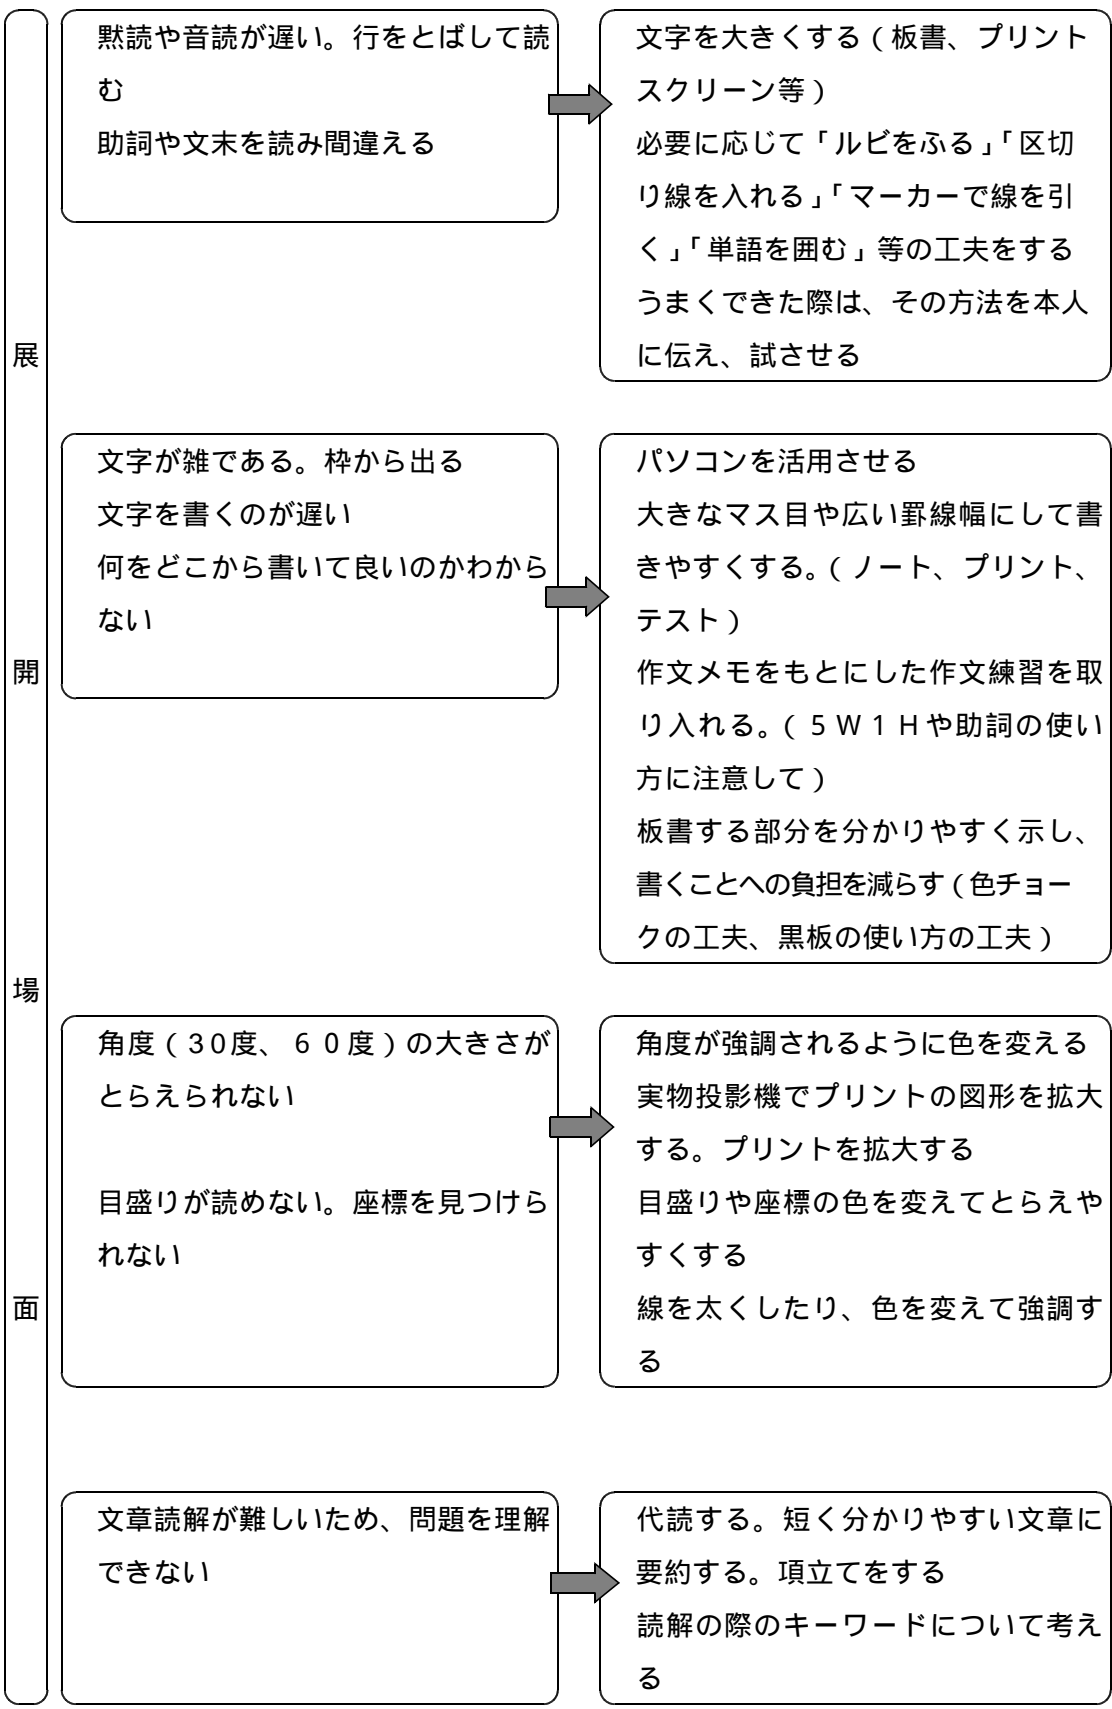 展開場面
黙読や音読が遅い。行をとばして読
む
助詞や文末を読み間違える
文字を大きくする(板書、プリント
スクリーン等)
必要に応じて「ルビをふる」「区切
り線を入れる」「マーカーで線を引
く」「単語を囲む」等の工夫をする
うまくできた際は、その方法を本人
に伝え、試させる
文字が雑である。枠から出る
文字を書くのが遅い
何をどこから書いて良いのかわから
ない
パソコンを活用させる
大きなマス目や広い罫線幅にして書
きやすくする。(ノート、プリント、
テスト)
作文メモをもとにした作文練習を取
り入れる。(5W1Hや助詞の使い
方に注意して)
板書する部分を分かりやすく示し、
書くことへの負担を減らす(色チョー
クの工夫、黒板の使い方の工夫)
角度(30度、60度)の大きさが
とらえられない
目盛りが読めない。座標を見つけら
れない
角度が強調されるように色を変える
実物投影機でプリントの図形を拡大
する。プリントを拡大する
目盛りや座標の色を変えてとらえや
すくする
線を太くしたり、色を変えて強調す
る
文章読解が難しいため、問題を理解
できない
代読する。短く分かりやすい文章に
要約する。項立てをする
読解の際のキーワードについて考え
る